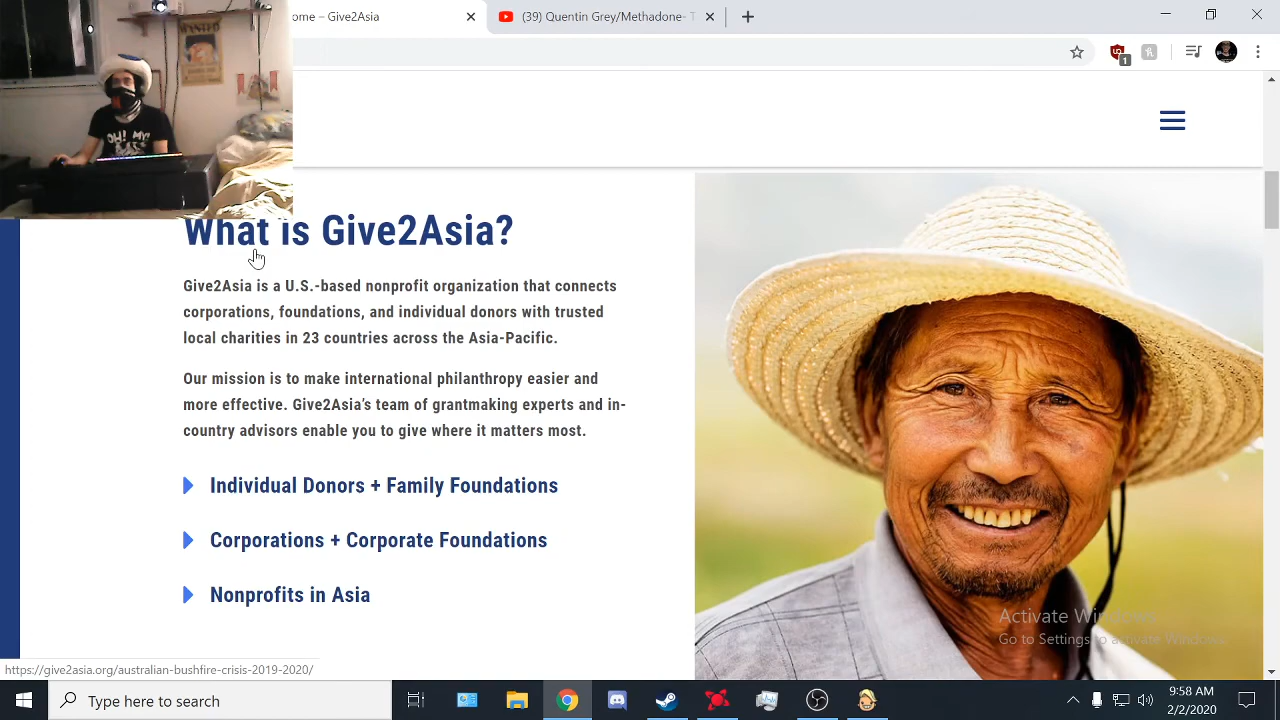 ome – Give2Asia
(39) Quentin Grey/Methodone- T
1
WANTED
OH! MY!
What is Give2Asia?
Give2Asia is a U.S.-based nonprofit organization that connects
corporations, foundations, and individual donors with trusted
local charities in 23 countries across the Asia-Pacific.
Our mission is to make international philanthropy easier and
more effective. Give2Asia’s team of grantmaking experts and in-
country advisors enable you to give where it matters most.
Individual Donors + Family Foundations
Corporations + Corporate Foundations
Nonprofits in Asia
Activate Windows
Go to Settings to activate Windows.
https://give2asia.org/australian-bushfire-crisis-2019-2020/
Type here to search
9:58 AM
2/2/2020